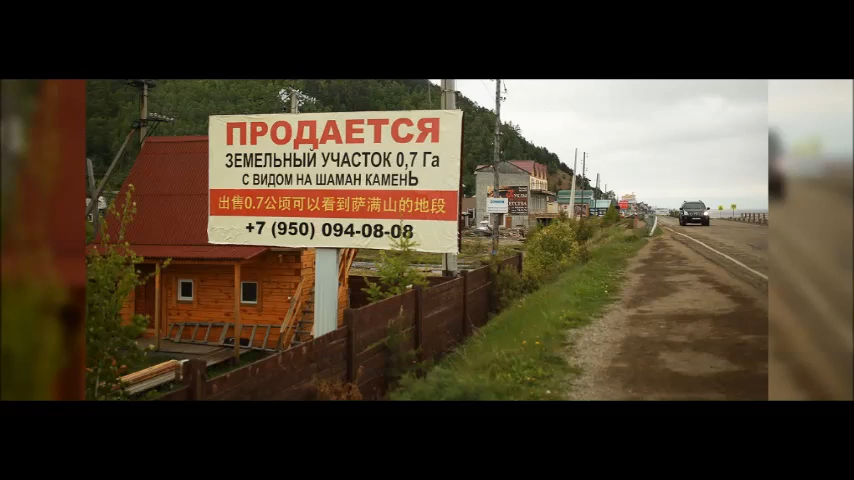 ПРОДАЕТСЯ
ЗЕМЕЛЬНЫЙ УЧАСТОК 0,7 Га
С ВИДОМ НА ШАМАН КАМЕНЬ
出售0.7公顷可以看到萨满山的地段
+7 (950) 094-08-08